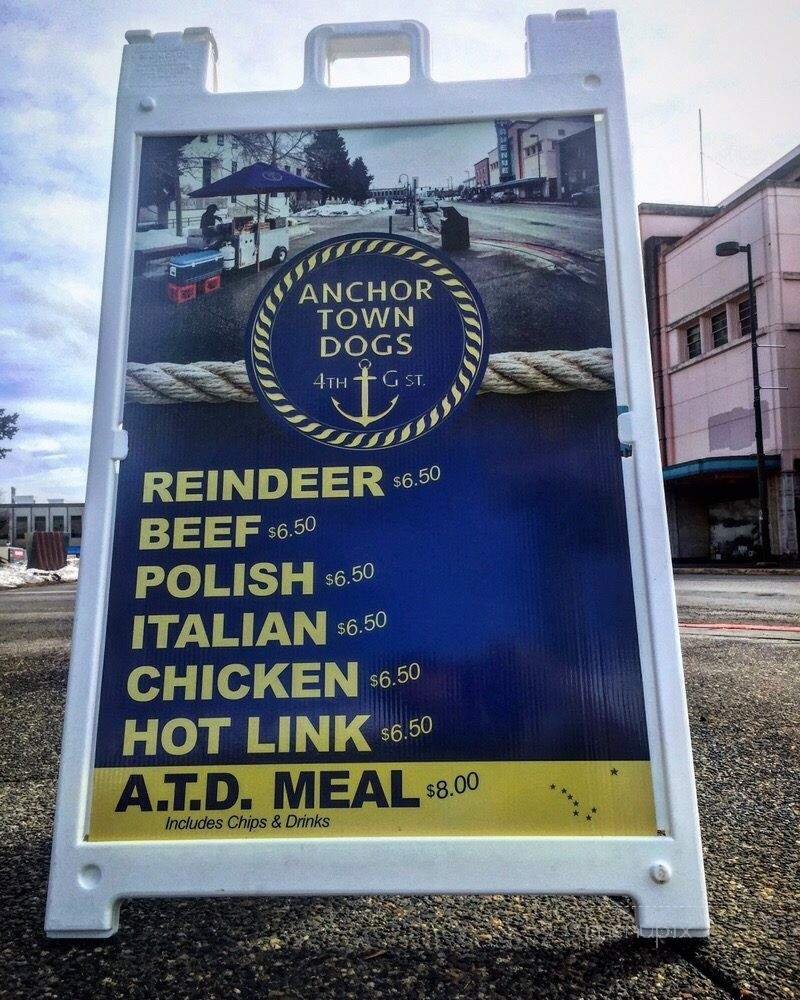 ANCHOR
TOWN
DOGS
4TH G ST.
REINDEER $6.50
BEEF $6.50
POLISH $6.50
ITALIAN $6.50
CHICKEN $6.50
HOT LINK $6.50
A.T.D. MEAL $8.00
Includes Chips & Drinks